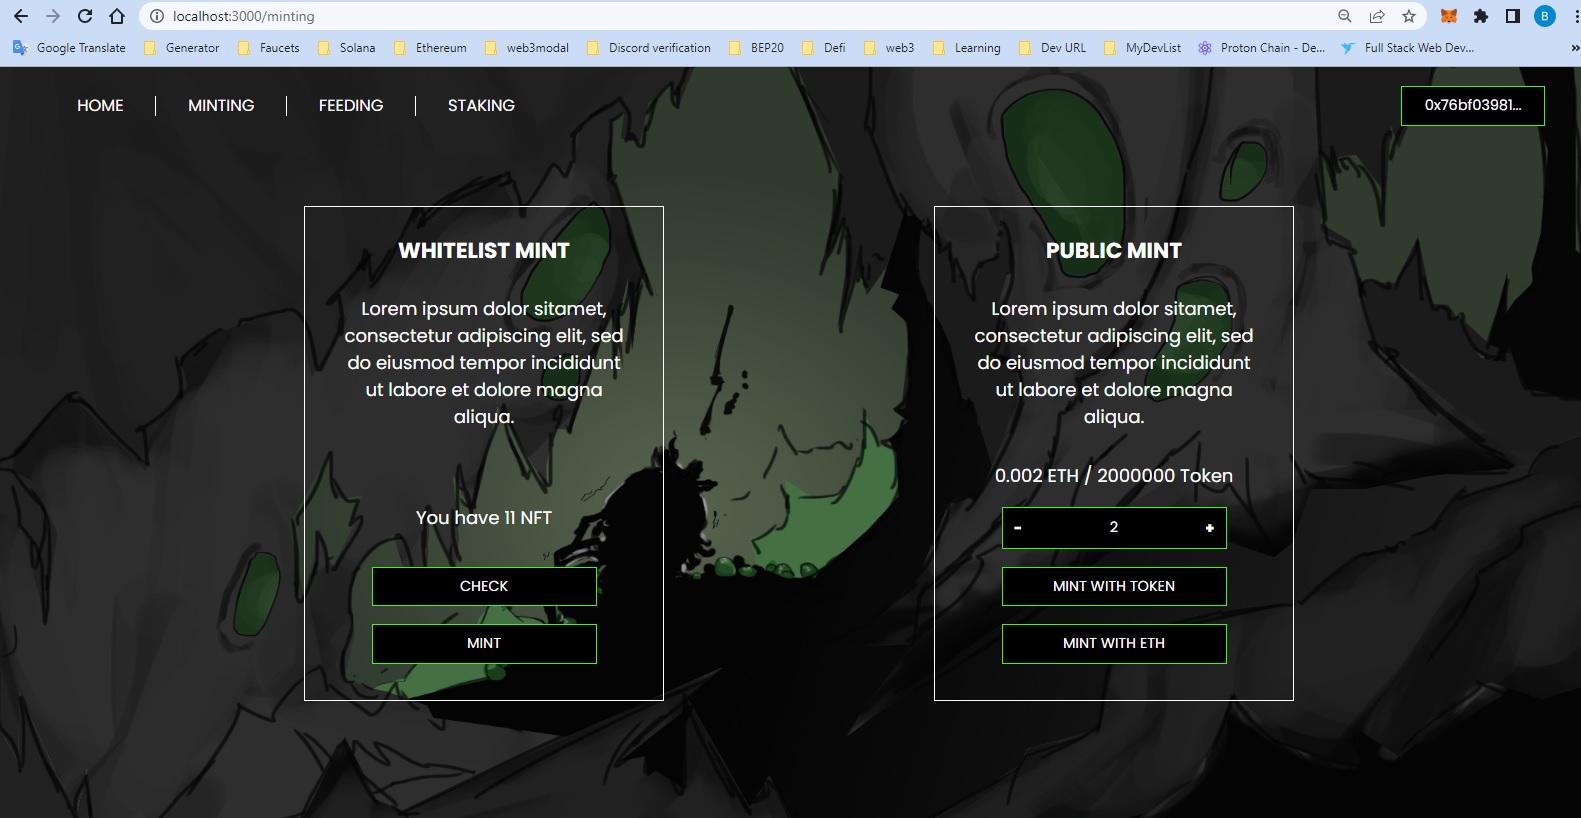 localhost:3000/minting
B
Google Translate Generator Faucets Solana Ethereum web3modal Discord verification BEP20 Defi web3 Learning Dev URL MyDevList Proton Chain - De... Full Stack Web Dev... »
HOME MINTING FEEDING STAKING
0x76bf03981...
WHITELIST MINT
Lorem ipsum dolor sitamet,
consectetur adipiscing elit, sed
do eiusmod tempor incididunt
ut labore et dolore magna
aliqua.
You have 11 NFT
CHECK
MINT
PUBLIC MINT
Lorem ipsum dolor sitamet,
consectetur adipiscing elit, sed
do eiusmod tempor incididunt
ut labore et dolore magna
aliqua.
0.002 ETH / 2000000 Token
- 2 +
MINT WITH TOKEN
MINT WITH ETH